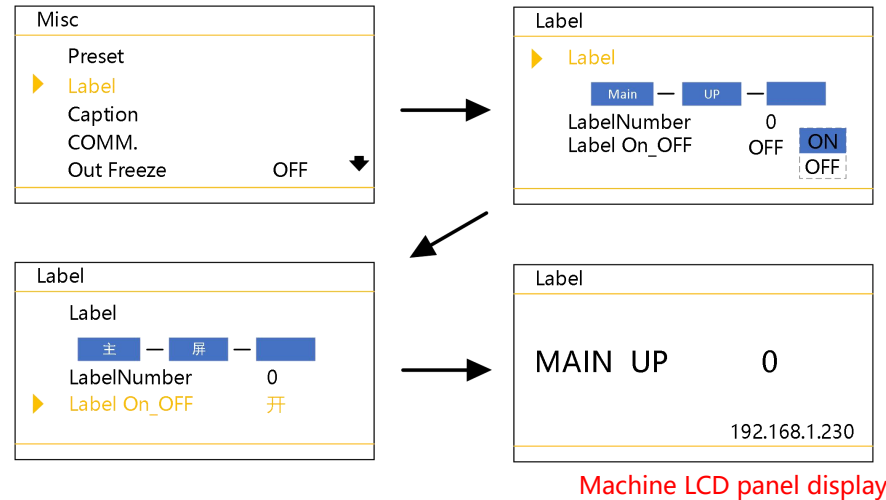 Misc
Preset
Label
Caption
COMM.
Out Freeze OFF
Label
Label
Main — UP —
LabelNumber 0
Label On_OFF OFF ON
OFF
Label
Label
主 — 屏 —
LabelNumber 0
Label On_OFF 开
Label
MAIN UP 0
192.168.1.230
Machine LCD panel display